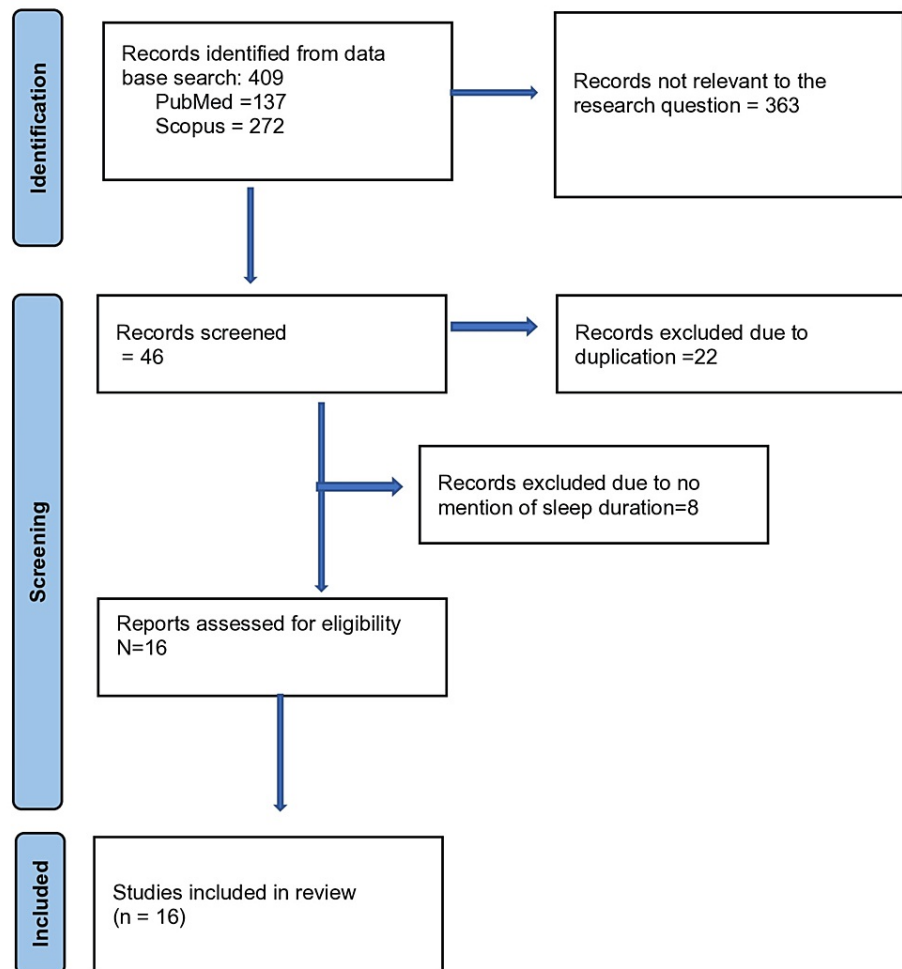 Identification
Records identified from data
base search: 409
PubMed =137
Scopus = 272
Records not relevant to the
research question = 363
Screening
Records screened
= 46
Records excluded due to
duplication =22
Records excluded due to no
mention of sleep duration=8
Reports assessed for eligibility
N=16
Included
Studies included in review
(n = 16)